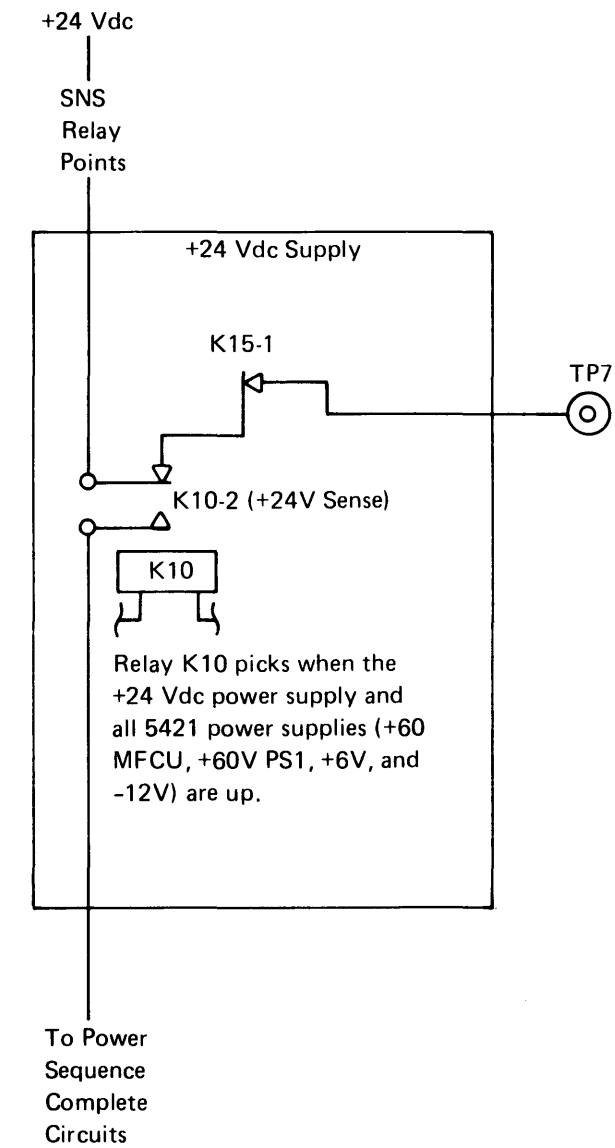 +24 Vdc
SNS
Relay
Points
+24 Vdc Supply
K15-1
TP7
K10-2 (+24V Sense)
K10
Relay K10 picks when the
+24 Vdc power supply and
all 5421 power supplies (+60
MFCU, +60V PS1, +6V, and
-12V) are up.
To Power
Sequence
Complete
Circuits